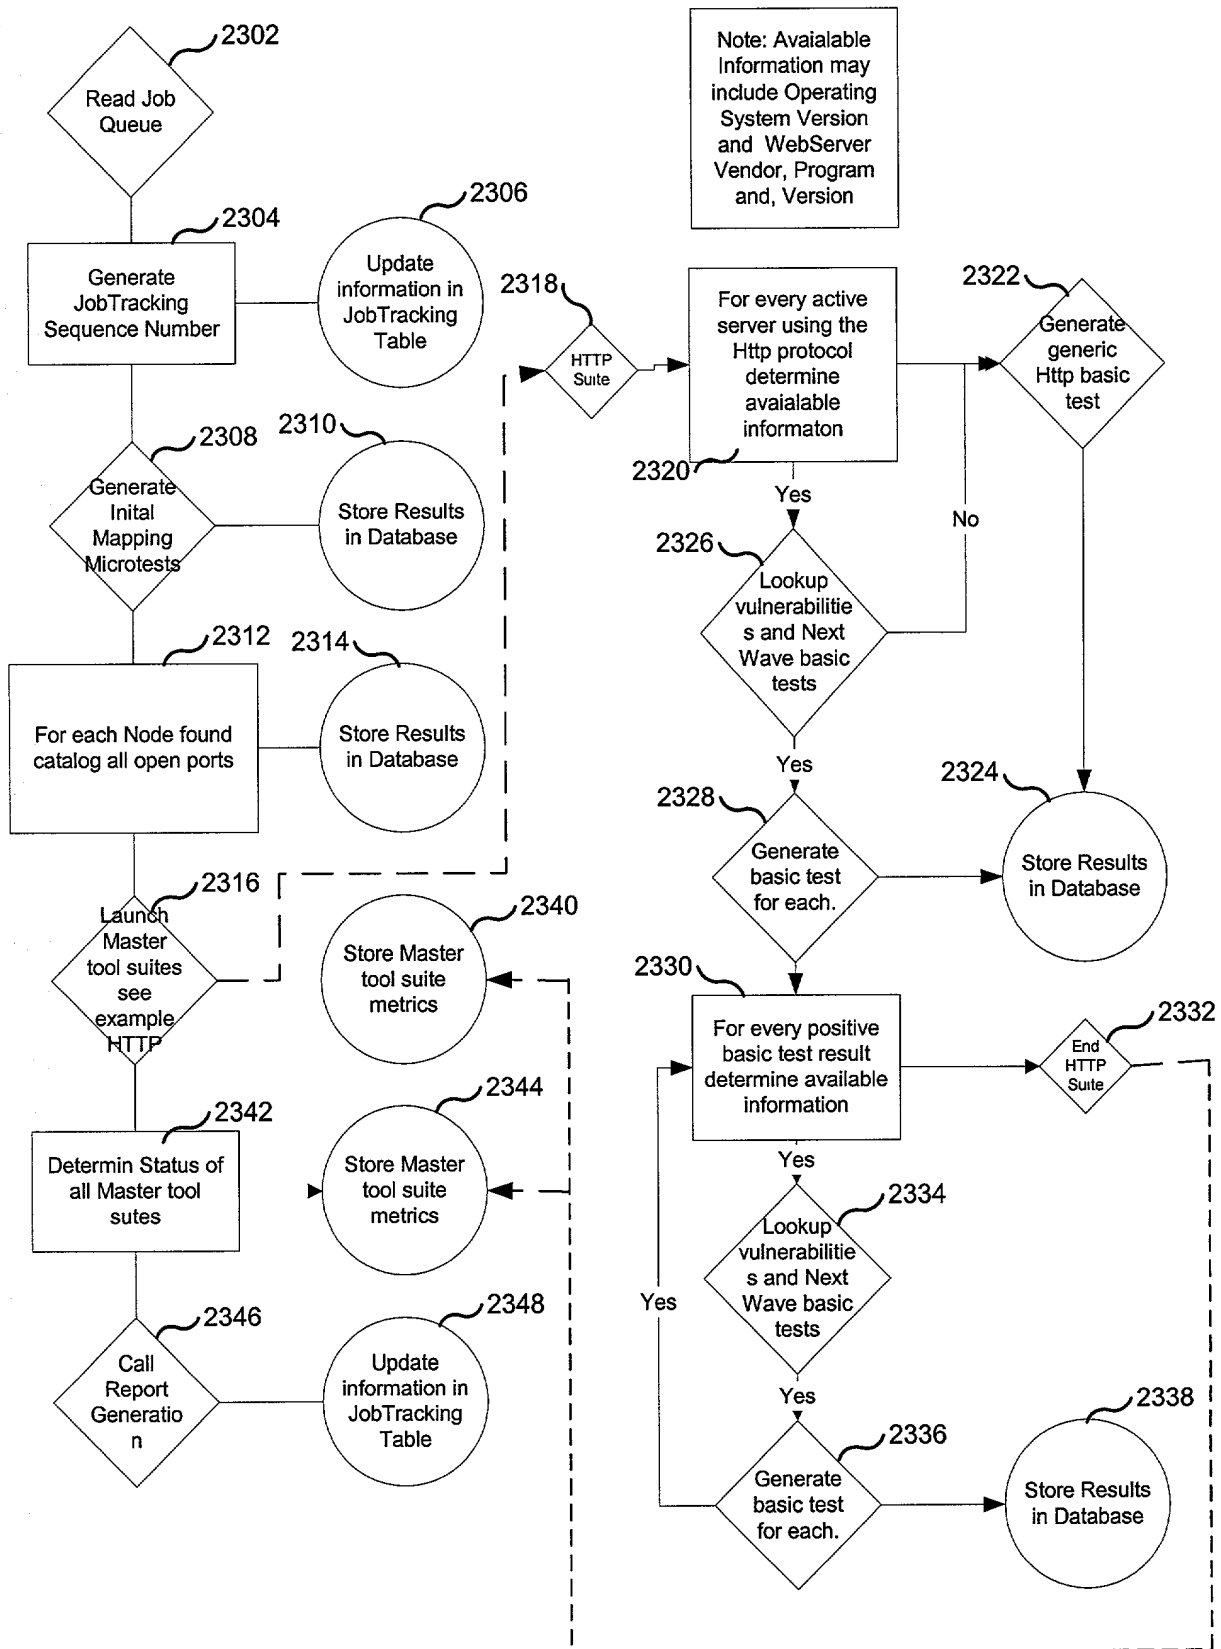 2302
Read Job
Queue
2304
Generate
JobTracking
Sequence Number
2306
Update
information in
JobTracking
Table
2308
Generate
Inital
Mapping
Microtests
2310
Store Results
in Database
2312
For each Node found
catalog all open ports
2314
Store Results
in Database
2316
Launch
Master
tool suites
see
example
HTTP
2340
Store Master
tool suite
metrics
2342
Determin Status of
all Master tool
sutes
2344
Store Master
tool suite
metrics
2346
Call
Report
Generatio
n
2348
Update
information in
JobTracking
Table
Note: Avaialable
Information may
include Operating
System Version
and WebServer
Vendor, Program
and, Version
2318
HTTP
Suite
For every active
server using the
Http protocol
determine
avaialable
informaton
2320
2322
Generate
generic
Http basic
test
Yes
No
2326
Lookup
vulnerabilitie
s and Next
Wave basic
tests
Yes
2328
Generate
basic test
for each.
2324
Store Results
in Database
2330
For every positive
basic test result
determine available
information
2332
End
HTTP
Suite
Yes
2334
Lookup
vulnerabilitie
s and Next
Wave basic
tests
Yes
Yes
2336
Generate
basic test
for each.
2338
Store Results
in Database